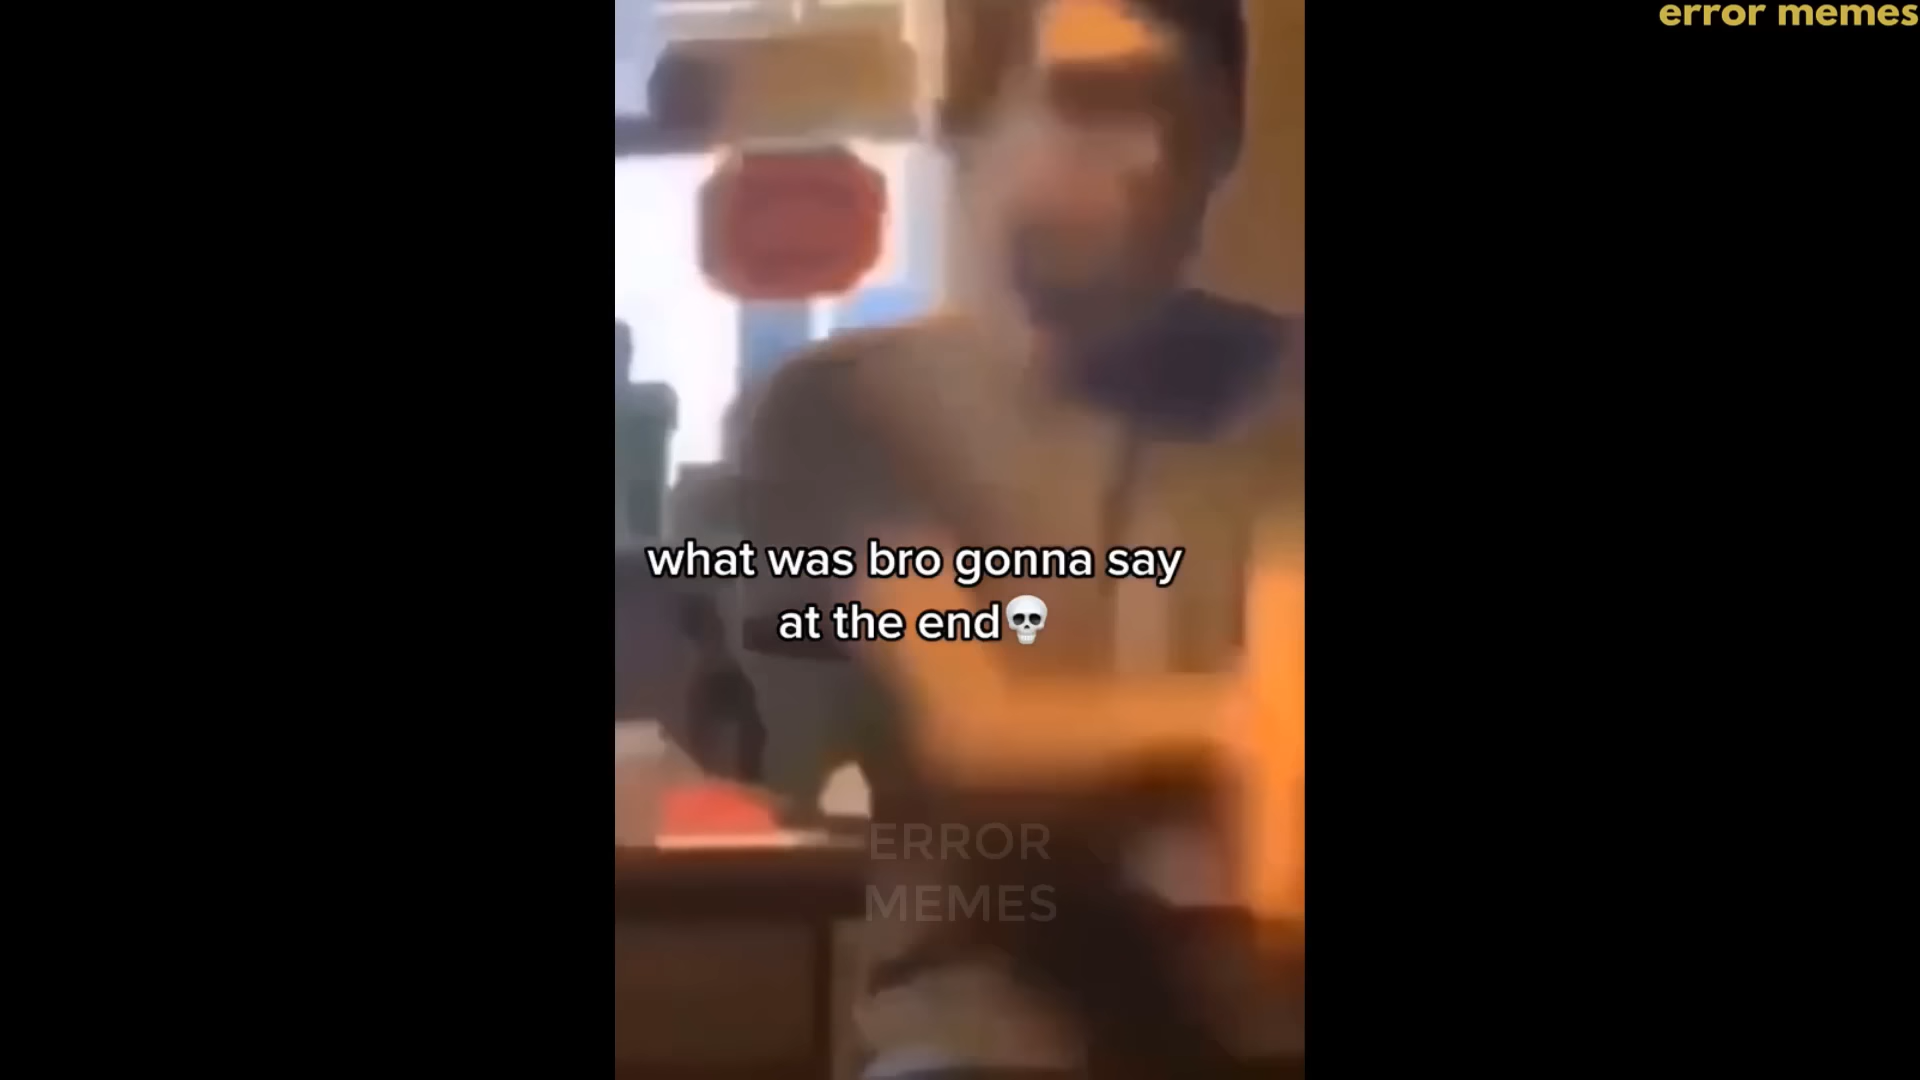 error memes
what was bro gonna say
at the end💀
ERROR
MEMES